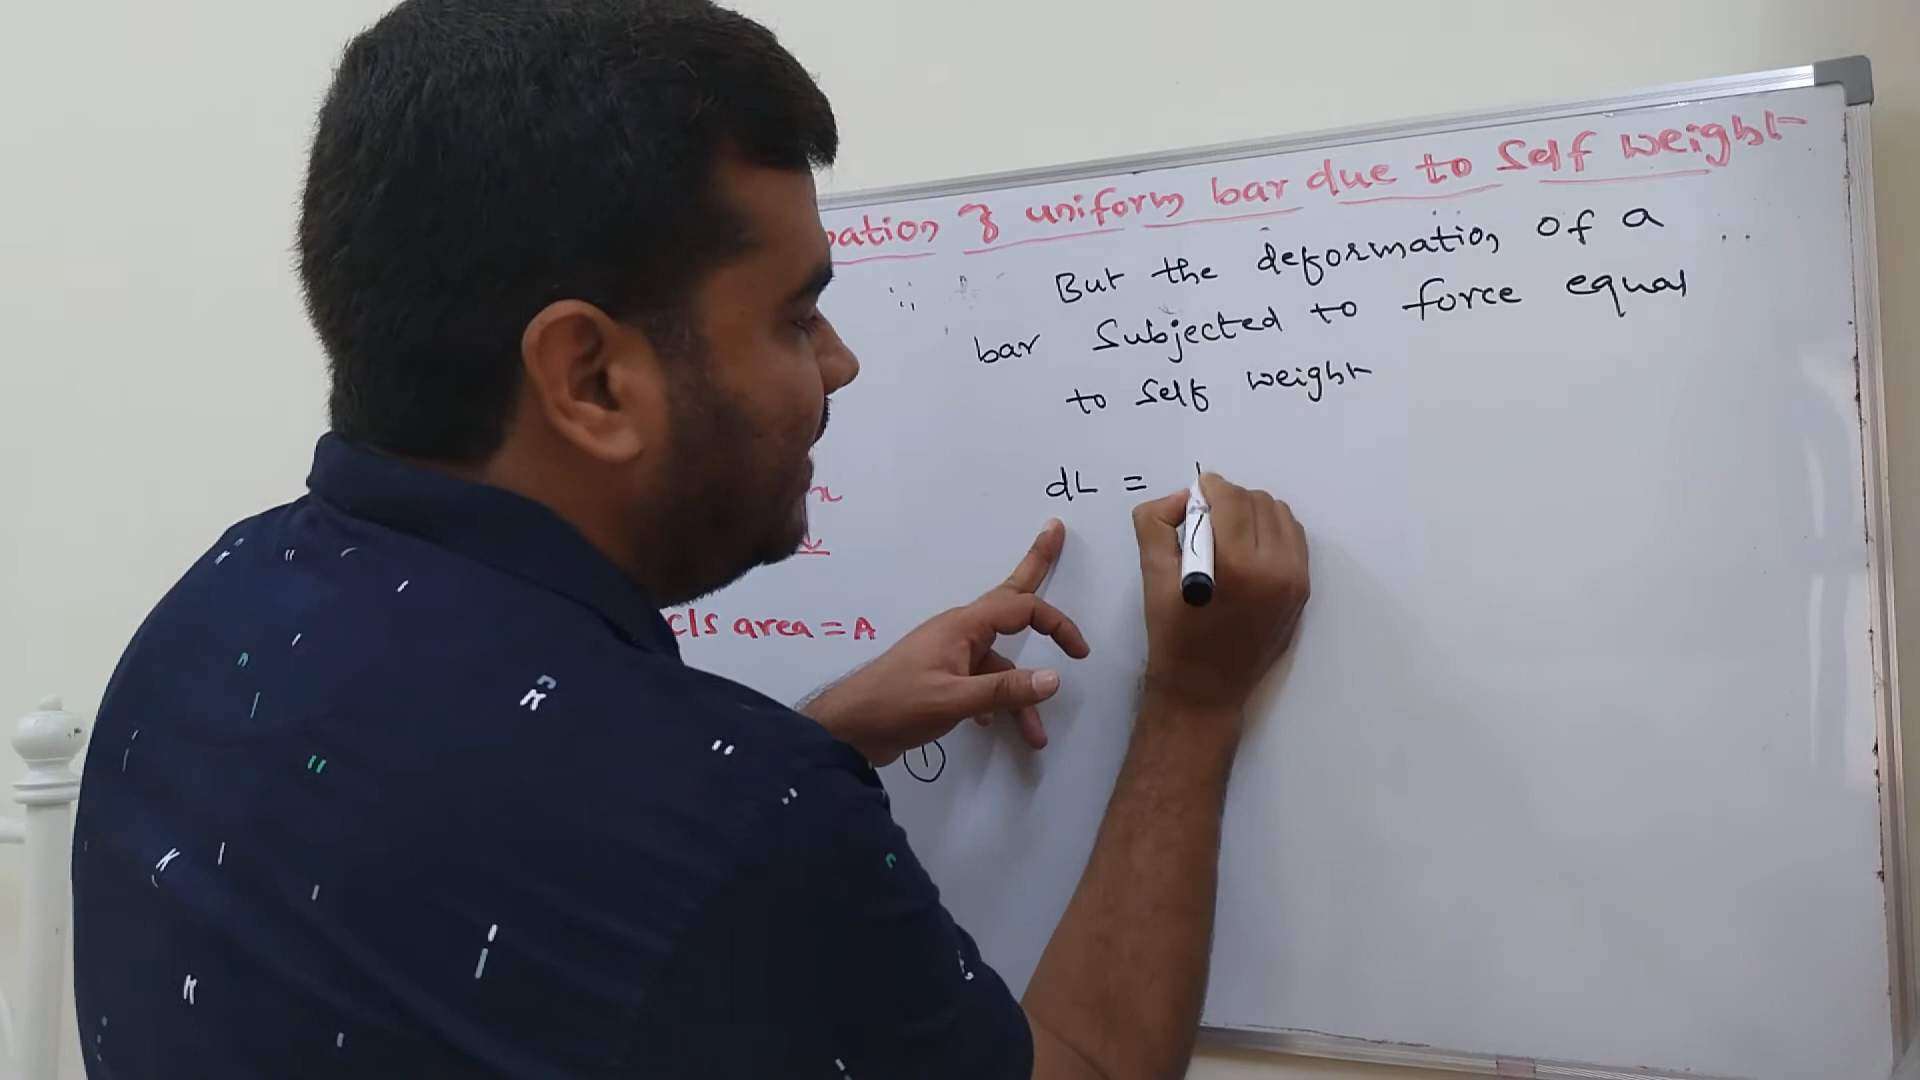 of uniform bar due to Self weight
But the deformation of a
bar Subjected to force equal
to Self weight
dL =
x
c/s area = A
1